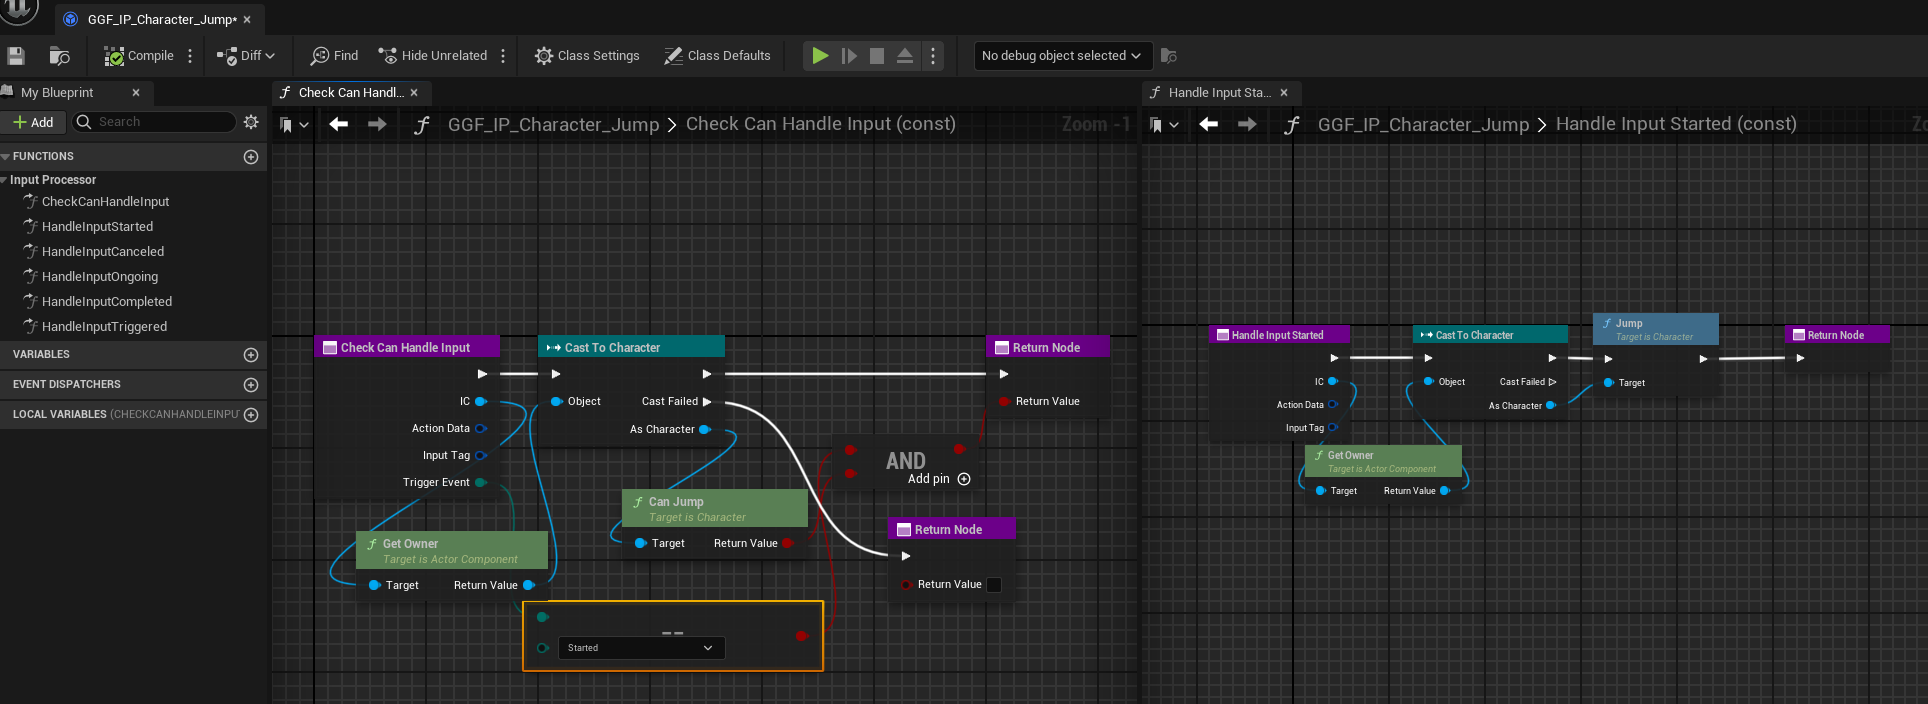 GGF_IP_Character_Jump*
Compile
Diff
Find
Hide Unrelated
Class Settings
Class Defaults
No debug object selected
My Blueprint
Add
Search
FUNCTIONS
Input Processor
CheckCanHandleInput
HandleInputStarted
HandleInputCanceled
HandleInputOngoing
HandleInputCompleted
HandleInputTriggered
VARIABLES
EVENT DISPATCHERS
LOCAL VARIABLES (CHECKCANHANDLEINPUT
Check Can Handl...
GGF_IP_Character_Jump > Check Can Handle Input (const)
Zoom -1
Check Can Handle Input
IC
Action Data
Input Tag
Trigger Event
Cast To Character
Object
Cast Failed
As Character
Return Node
Return Value
AND
Add pin
Can Jump
Target is Character
Target
Return Value
Return Node
Return Value
Get Owner
Target is Actor Component
Target
Return Value
==
Started
Handle Input Sta...
GGF_IP_Character_Jump > Handle Input Started (const)
Handle Input Started
IC
Action Data
Input Tag
Cast To Character
Object
Cast Failed
As Character
Jump
Target is Character
Target
Return Node
Get Owner
Target is Actor Component
Target
Return Value